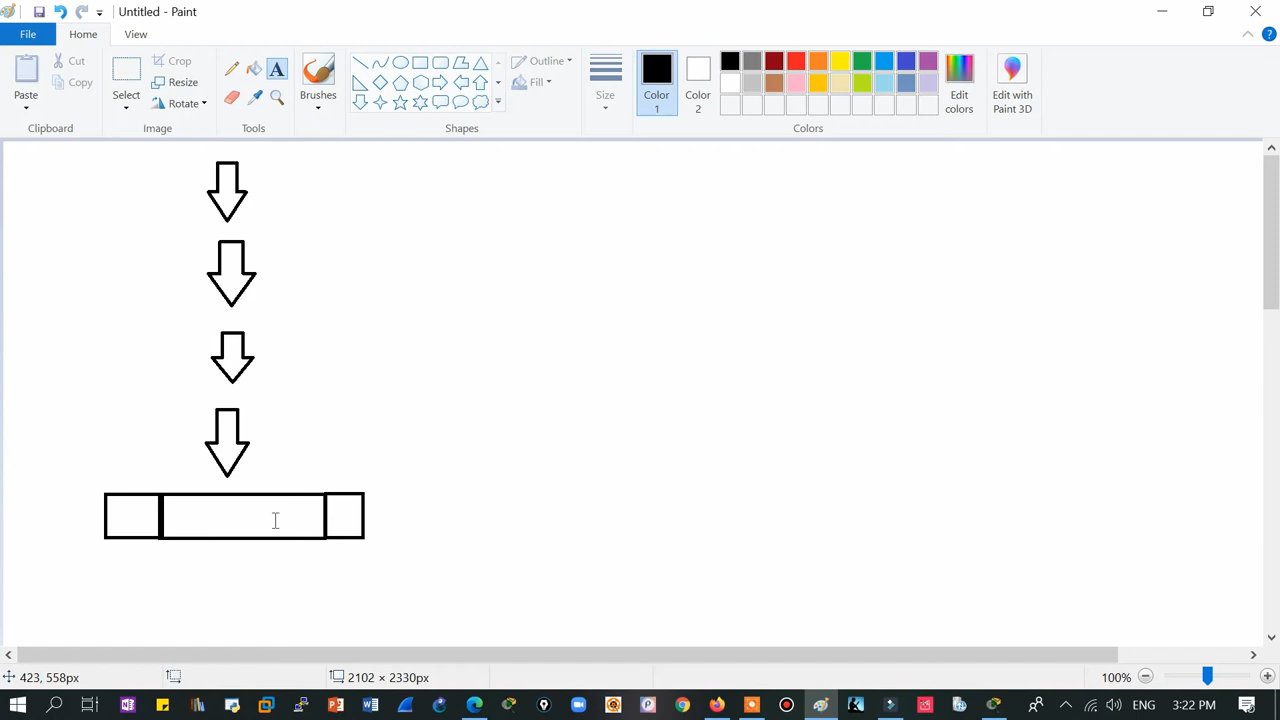 Untitled - Paint
File
Home
View
Paste
Cut
Copy
Clipboard
Select
Crop
Resize
Rotate
Image
A
Tools
Brushes
Outline
Fill
Shapes
Size
Color
1
Color
2
Edit
colors
Colors
Edit with
Paint 3D
423, 558px
2102 × 2330px
100%
ENG
3:22 PM